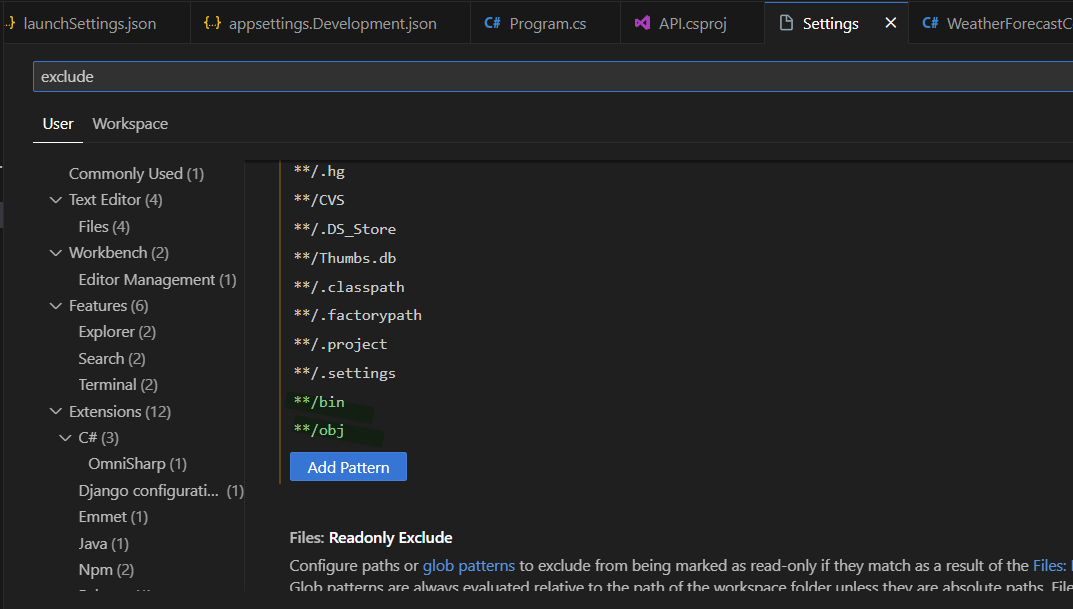 launchSettings.json
{..} appsettings.Development.json
C# Program.cs
API.csproj
Settings
C# WeatherForecastC
exclude
User Workspace
Commonly Used (1)
Text Editor (4)
Files (4)
Workbench (2)
Editor Management (1)
Features (6)
Explorer (2)
Search (2)
Terminal (2)
Extensions (12)
C# (3)
OmniSharp (1)
Django configurati... (1)
Emmet (1)
Java (1)
Npm (2)
**/.hg
**/CVS
**/.DS_Store
**/Thumbs.db
**/.classpath
**/.factorypath
**/.project
**/.settings
**/bin
**/obj
Add Pattern
Files: Readonly Exclude
Configure paths or glob patterns to exclude from being marked as read-only if they match as a result of the Files:
Glob patterns are always evaluated relative to the path of the workspace folder unless they are absolute paths. File